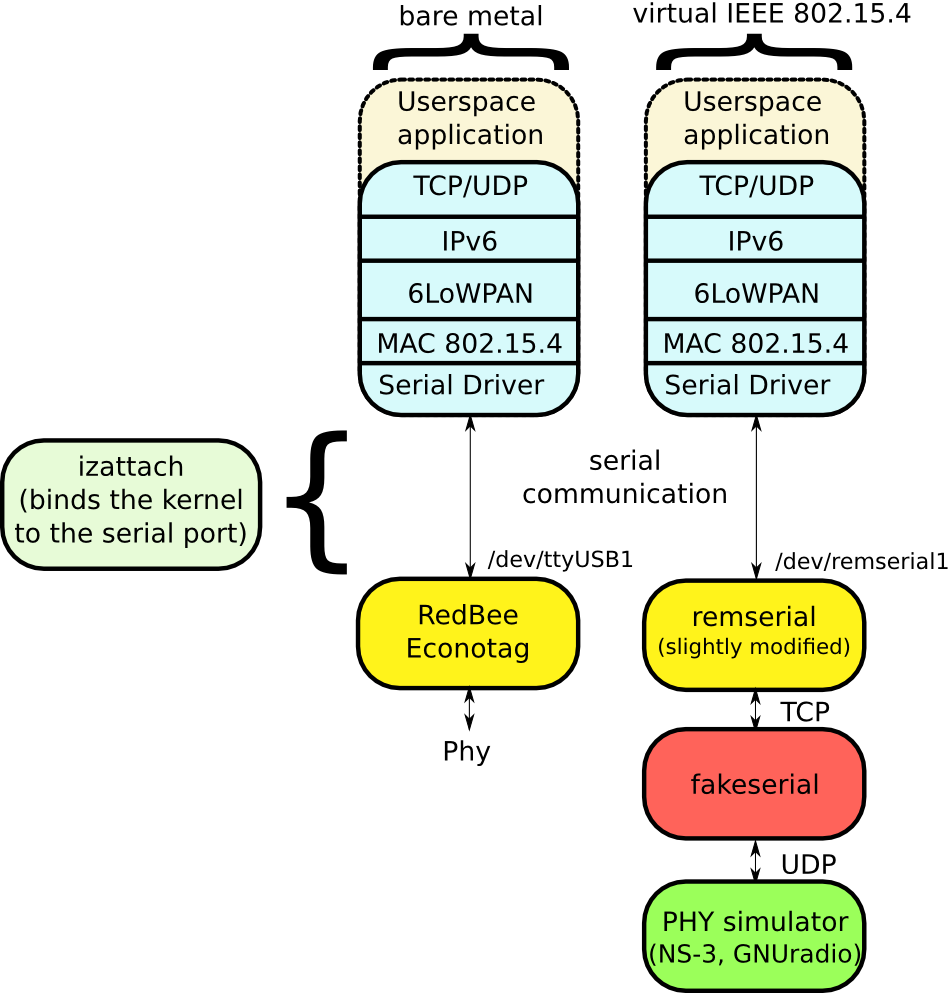 bare metal
virtual IEEE 802.15.4
Userspace
application
TCP/UDP
IPv6
6LoWPAN
MAC 802.15.4
Serial Driver
Userspace
application
TCP/UDP
IPv6
6LoWPAN
MAC 802.15.4
Serial Driver
izattach
(binds the kernel
to the serial port)
serial
communication
/dev/ttyUSB1
/dev/remserial1
RedBee
Econotag
Phy
remserial
(slightly modified)
TCP
fakeserial
UDP
PHY simulator
(NS-3, GNUradio)